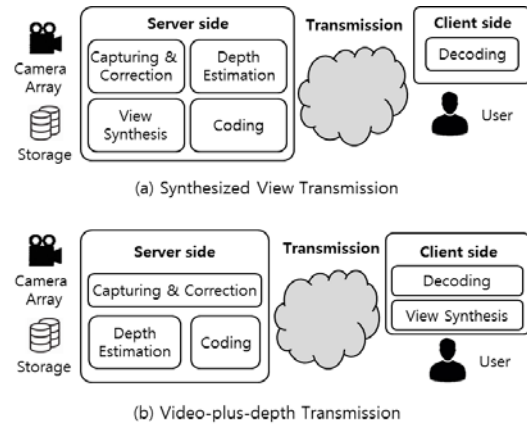 Server side
Transmission
Client side
Camera
Array
Capturing &
Correction
Depth
Estimation
Decoding
View
Synthesis
Coding
Storage
User
(a) Synthesized View Transmission
Server side
Transmission
Client side
Camera
Array
Capturing & Correction
Decoding
Depth
Estimation
Coding
View Synthesis
Storage
User
(b) Video-plus-depth Transmission